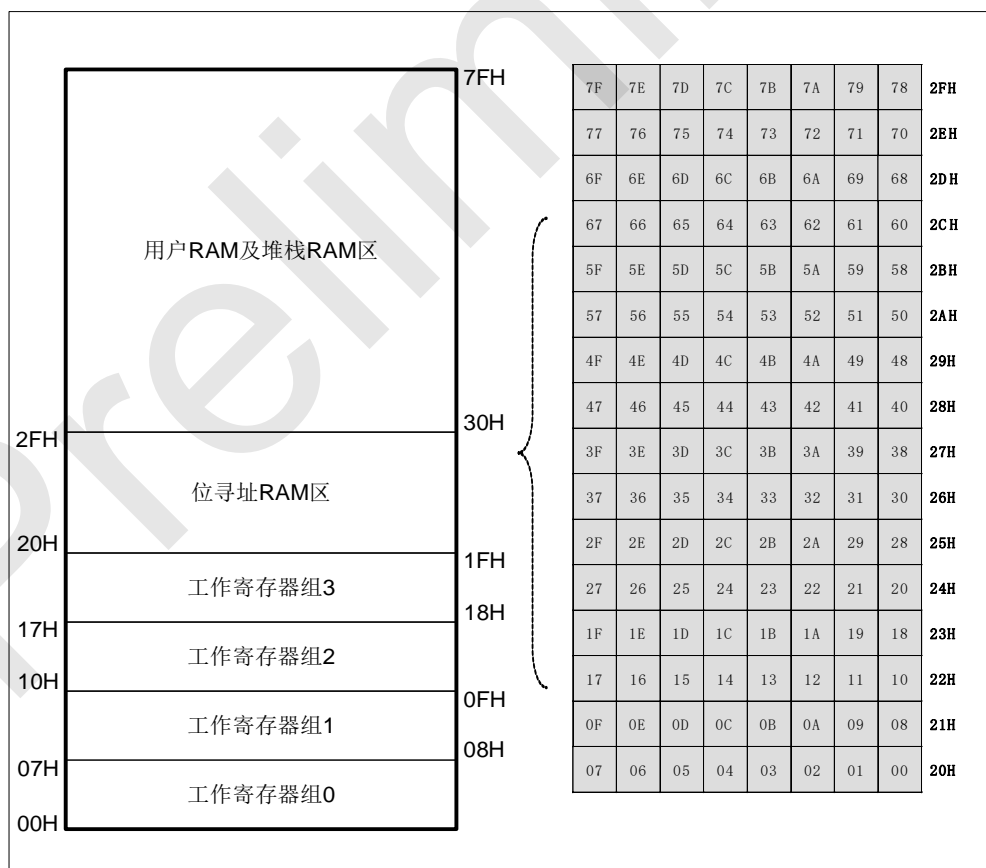 Prelimi
7FH
用户RAM及堆栈RAM区
30H
2FH
位寻址RAM区
20H
1FH
工作寄存器组3
18H
17H
工作寄存器组2
10H
0FH
工作寄存器组1
08H
07H
工作寄存器组0
00H
7F 7E 7D 7C 7B 7A 79 78 2FH
77 76 75 74 73 72 71 70 2EH
6F 6E 6D 6C 6B 6A 69 68 2DH
67 66 65 64 63 62 61 60 2CH
5F 5E 5D 5C 5B 5A 59 58 2BH
57 56 55 54 53 52 51 50 2AH
4F 4E 4D 4C 4B 4A 49 48 29H
47 46 45 44 43 42 41 40 28H
3F 3E 3D 3C 3B 3A 39 38 27H
37 36 35 34 33 32 31 30 26H
2F 2E 2D 2C 2B 2A 29 28 25H
27 26 25 24 23 22 21 20 24H
1F 1E 1D 1C 1B 1A 19 18 23H
17 16 15 14 13 12 11 10 22H
0F 0E 0D 0C 0B 0A 09 08 21H
07 06 05 04 03 02 01 00 20H